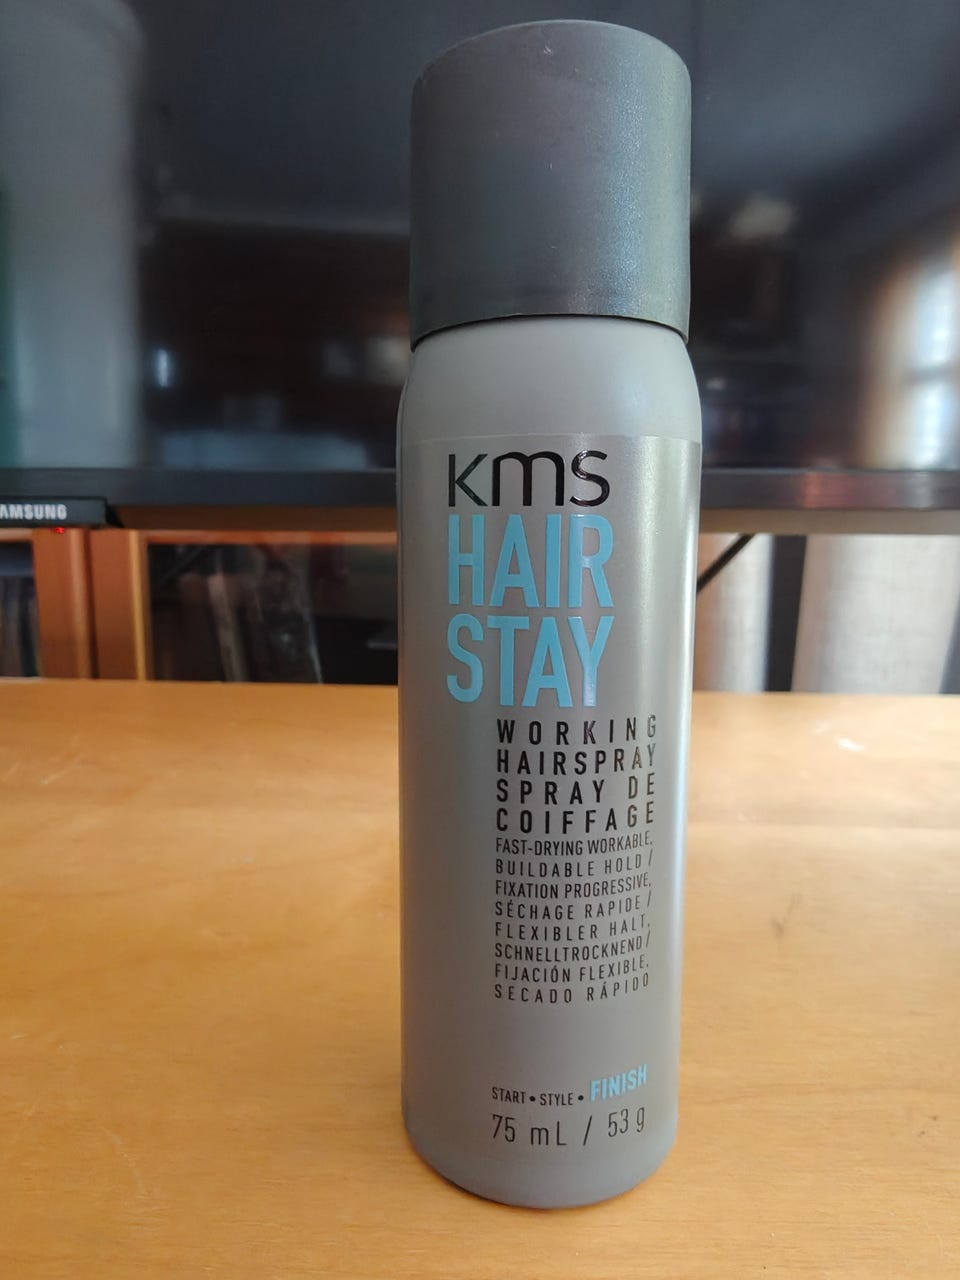 KMS
HAIR
STAY
WORKING
HAIRSPRAY
SPRAY DE
COIFFAGE
FAST-DRYING WORKABLE,
BUILDABLE HOLD /
FIXATION PROGRESSIVE,
SÉCHAGE RAPIDE /
FLEXIBLER HALT,
SCHNELLTROCKNEND /
FIJACIÓN FLEXIBLE,
SECADO RÁPIDO
START • STYLE • FINISH
75 mL / 53 g
SAMSUNG